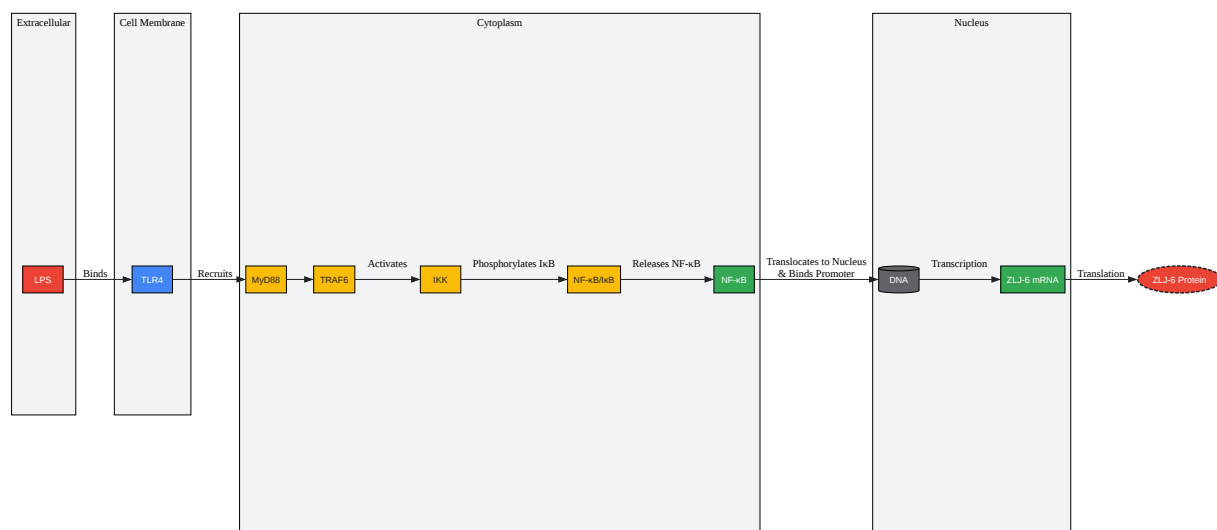 Extracellular
Cell Membrane
Cytoplasm
Nucleus
LPS
Binds
TLR4
Recruits
MyD88
TRAF6
Activates
IKK
Phosphorylates IκB
NF-κB/IκB
Releases NF-κB
NF-κB
Translocates to Nucleus
& Binds Promoter
DNA
Transcription
ZLJ-6 mRNA
Translation
ZLJ-6 Protein